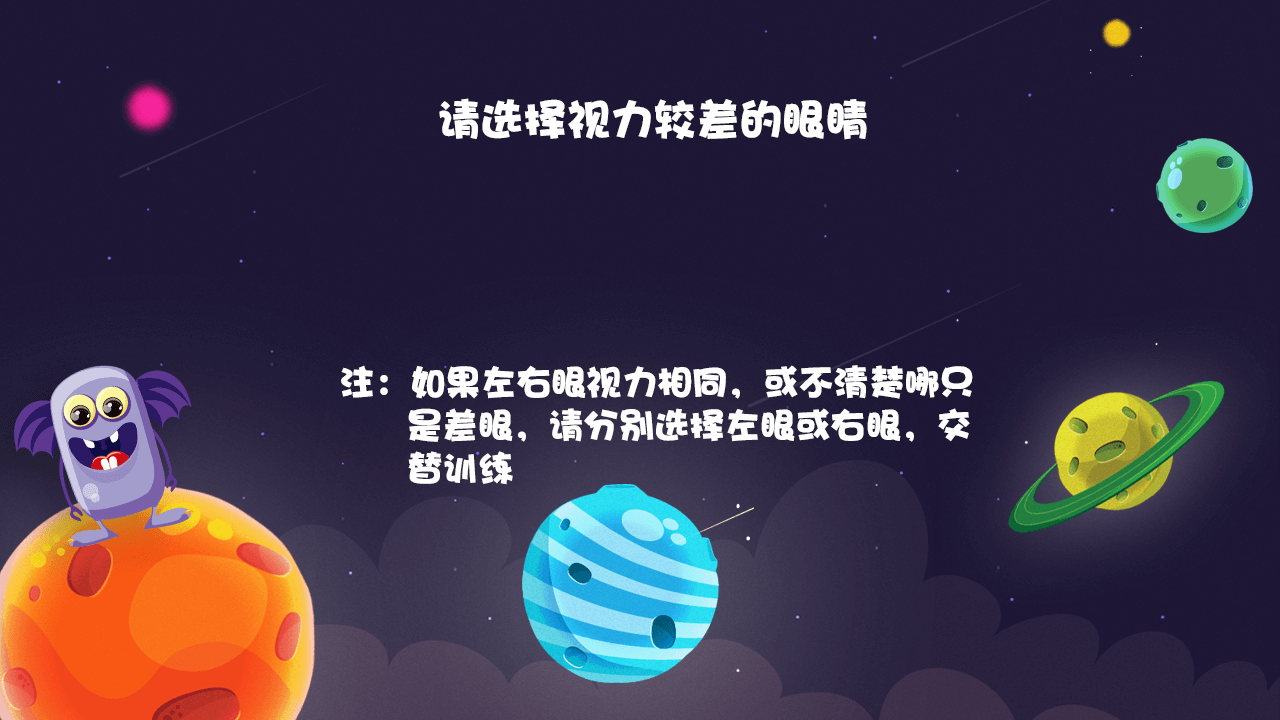 请选择视力较差的眼睛
注：如果左右眼视力相同，或不清楚哪只
是差眼，请分别选择左眼或右眼，交
替训练